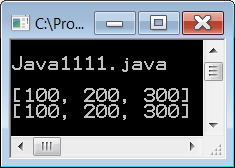 C:\Pro...
Java1111.java
[100, 200, 300]
[100, 200, 300]